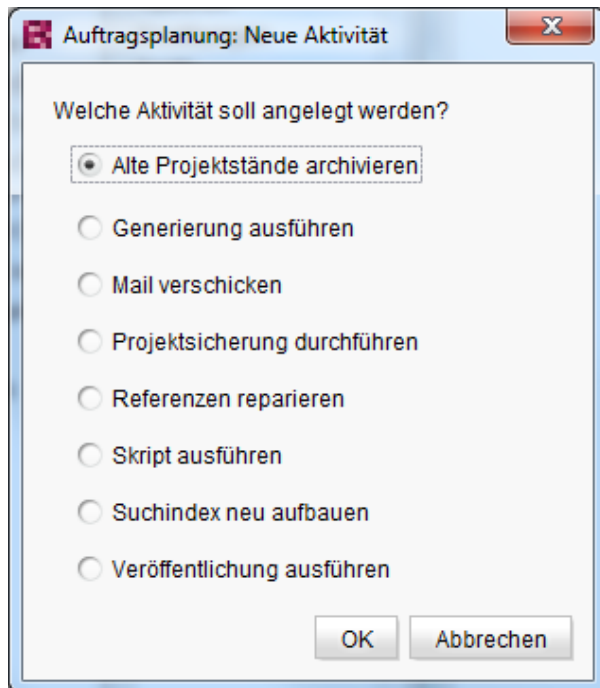 Auftragsplanung: Neue Aktivität
Welche Aktivität soll angelegt werden?
Alte Projektstände archivieren
Generierung ausführen
Mail verschicken
Projektsicherung durchführen
Referenzen reparieren
Skript ausführen
Suchindex neu aufbauen
Veröffentlichung ausführen
OK Abbrechen